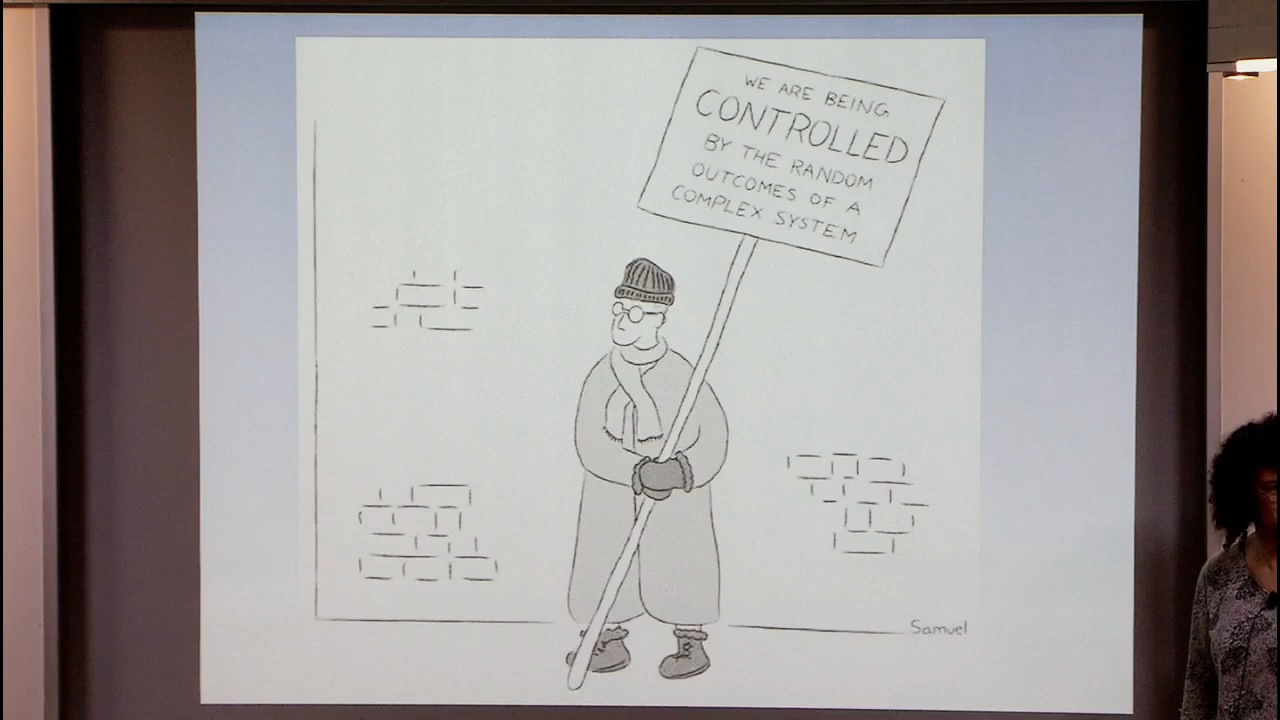 WE ARE BEING
CONTROLLED
BY THE RANDOM
OUTCOMES OF A
COMPLEX SYSTEM
Samuel